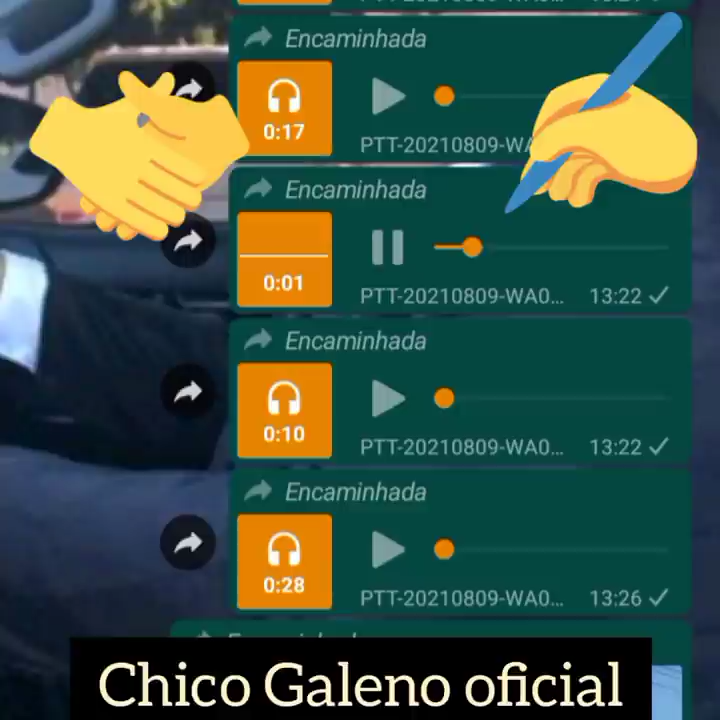 Encaminhada
0:17
PTT-20210809-WA
Encaminhada
0:01
PTT-20210809-WA0... 13:22
Encaminhada
0:10
PTT-20210809-WA0... 13:22
Encaminhada
0:28
PTT-20210809-WA0... 13:26
Chico Galeno oficial